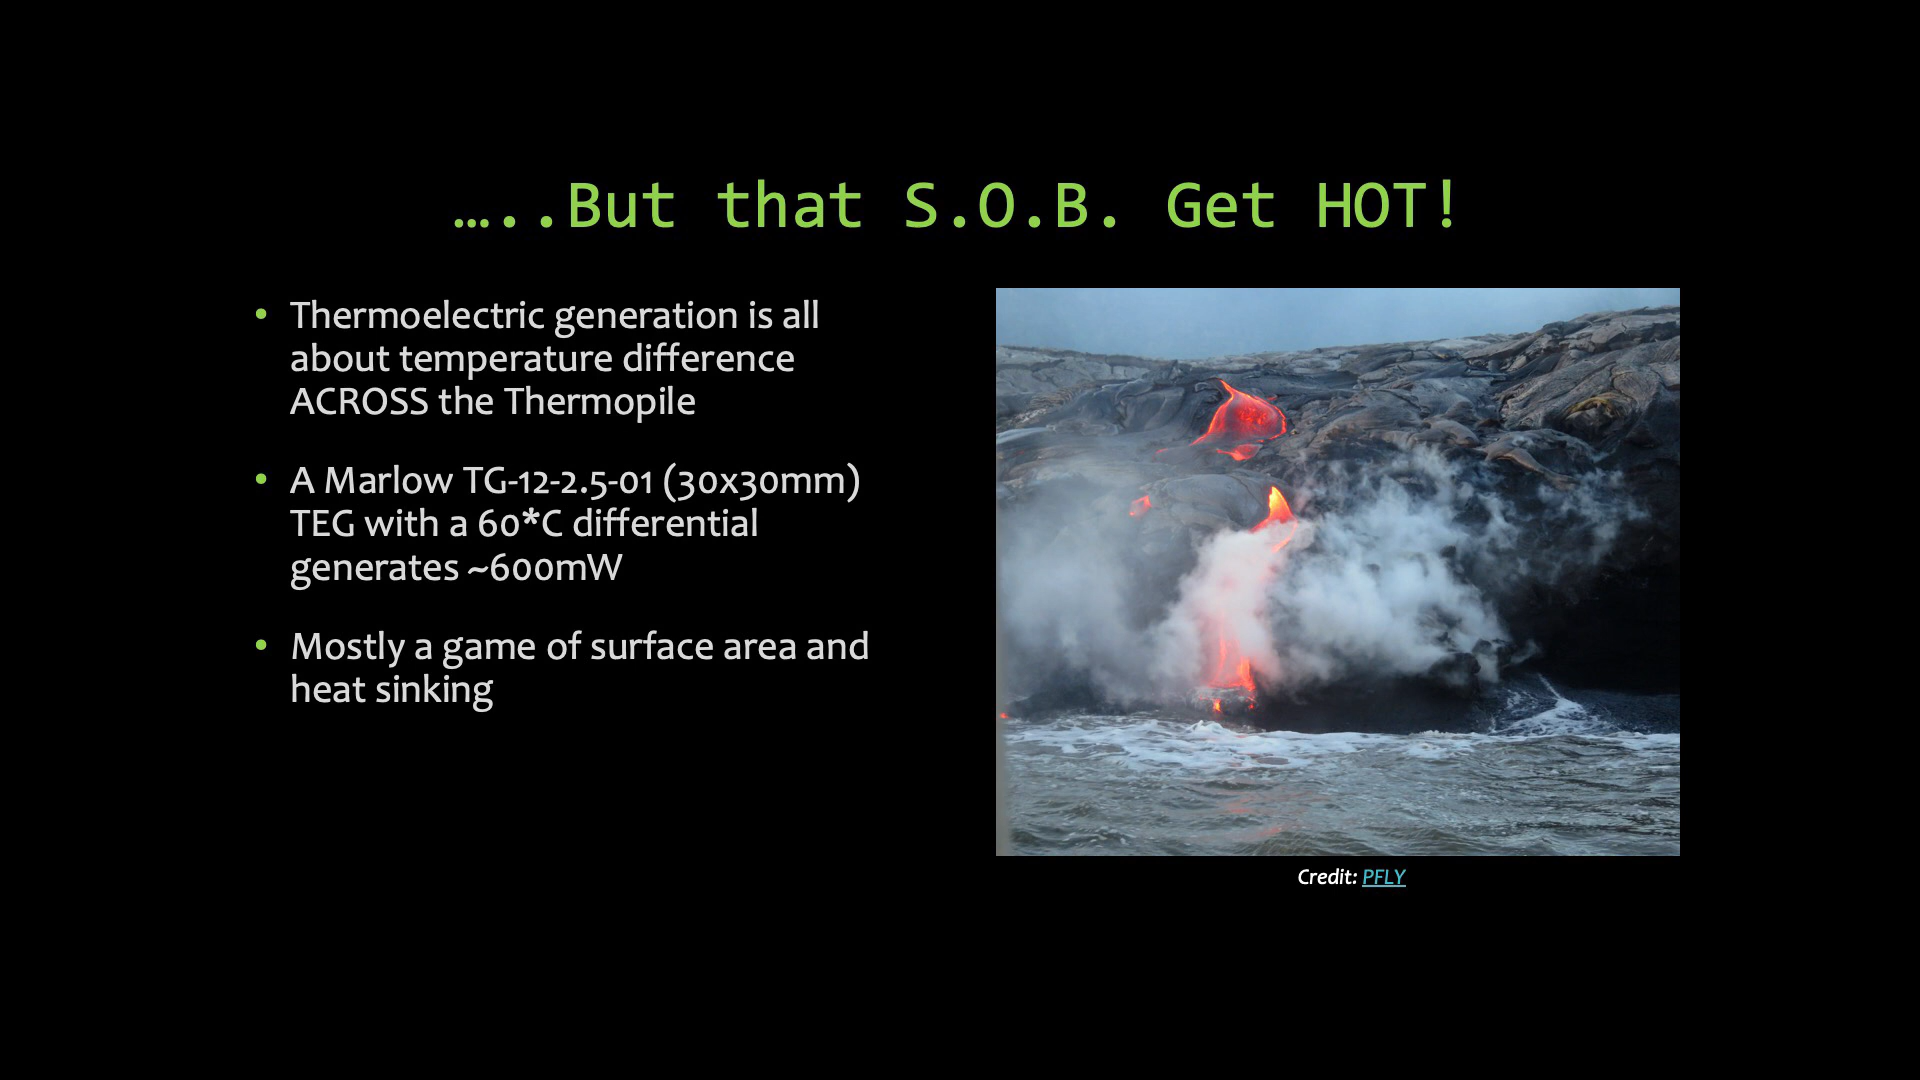 …..But that S.O.B. Get HOT!
• Thermoelectric generation is all
about temperature difference
ACROSS the Thermopile
• A Marlow TG-12-2.5-01 (30x30mm)
TEG with a 60*C differential
generates ~600mW
• Mostly a game of surface area and
heat sinking
Credit: PFLY